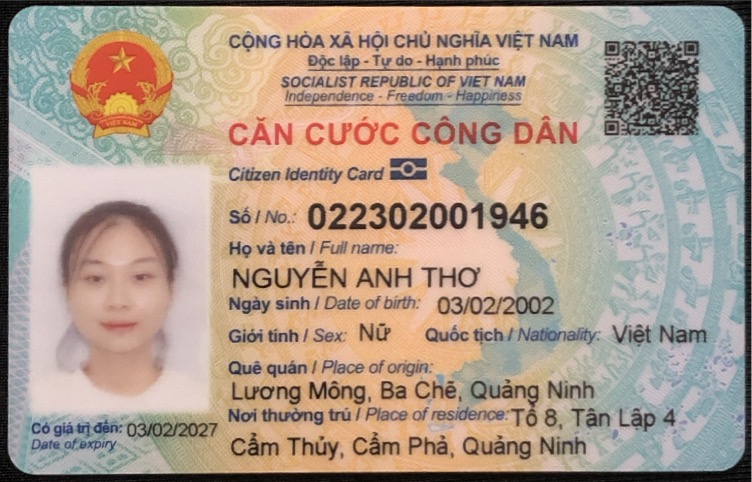 CỘNG HÒA XÃ HỘI CHỦ NGHĨA VIỆT NAM
Độc lập - Tự do - Hạnh phúc
SOCIALIST REPUBLIC OF VIET NAM
Independence - Freedom - Happiness
CĂN CƯỚC CÔNG DÂN
Citizen Identity Card
Số / No.: 022302001946
Họ và tên / Full name:
NGUYỄN ANH THƠ
Ngày sinh / Date of birth: 03/02/2002
Giới tính / Sex: Nữ Quốc tịch / Nationality: Việt Nam
Quê quán / Place of origin:
Lương Mông, Ba Chẽ, Quảng Ninh
Nơi thường trú / Place of residence: Tổ 8, Tân Lập 4
Cẩm Thủy, Cẩm Phả, Quảng Ninh
Có giá trị đến: 03/02/2027
Date of expiry
VIỆT NAM